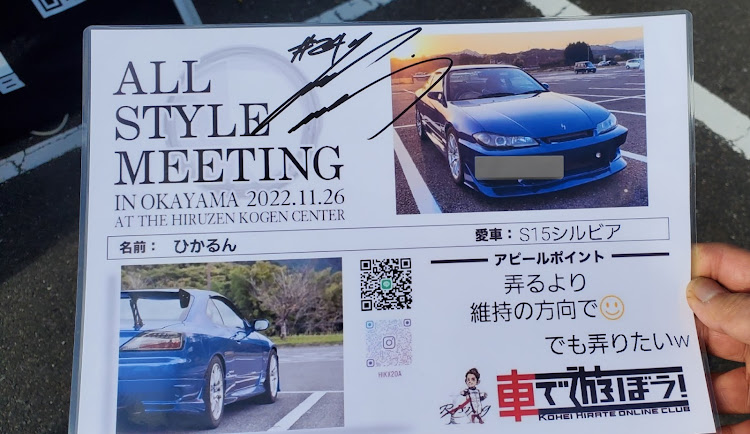 ALL
STYLE
MEETING
IN OKAYAMA 2022.11.26
AT THE HIRUZEN KOGEN CENTER
名前： ひかるん
愛車：S15シルビア
アピールポイント
弄るより
維持の方向で
でも弄りたいw
HIKX2OA
車で遊ぼう!
KOHEI HIRATE ONLINE CLUB